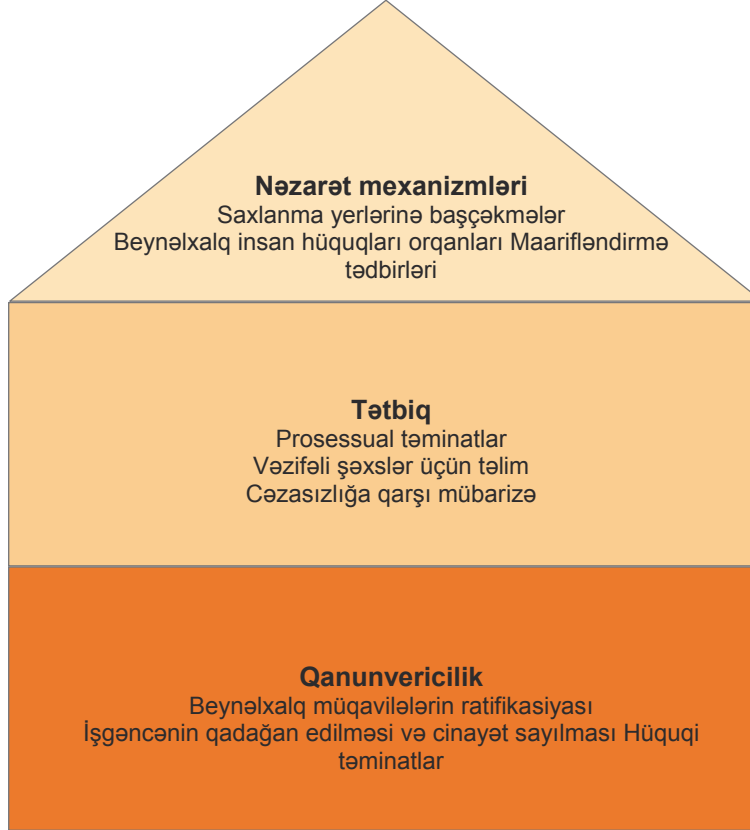 Nəzarət mexanizmləri
Saxlanma yerlərinə başçəkmələr
Beynəlxalq insan hüquqları orqanları Maarifləndirmə
tədbirləri
Tətbiq
Prosessual təminatlar
Vəzifəli şəxslər üçün təlim
Cəzasızlığa qarşı mübarizə
Qanunvericilik
Beynəlxalq müqavilələrin ratifikasiyası
İşgəncənin qadağan edilməsi və cinayət sayılması Hüquqi
təminatlar